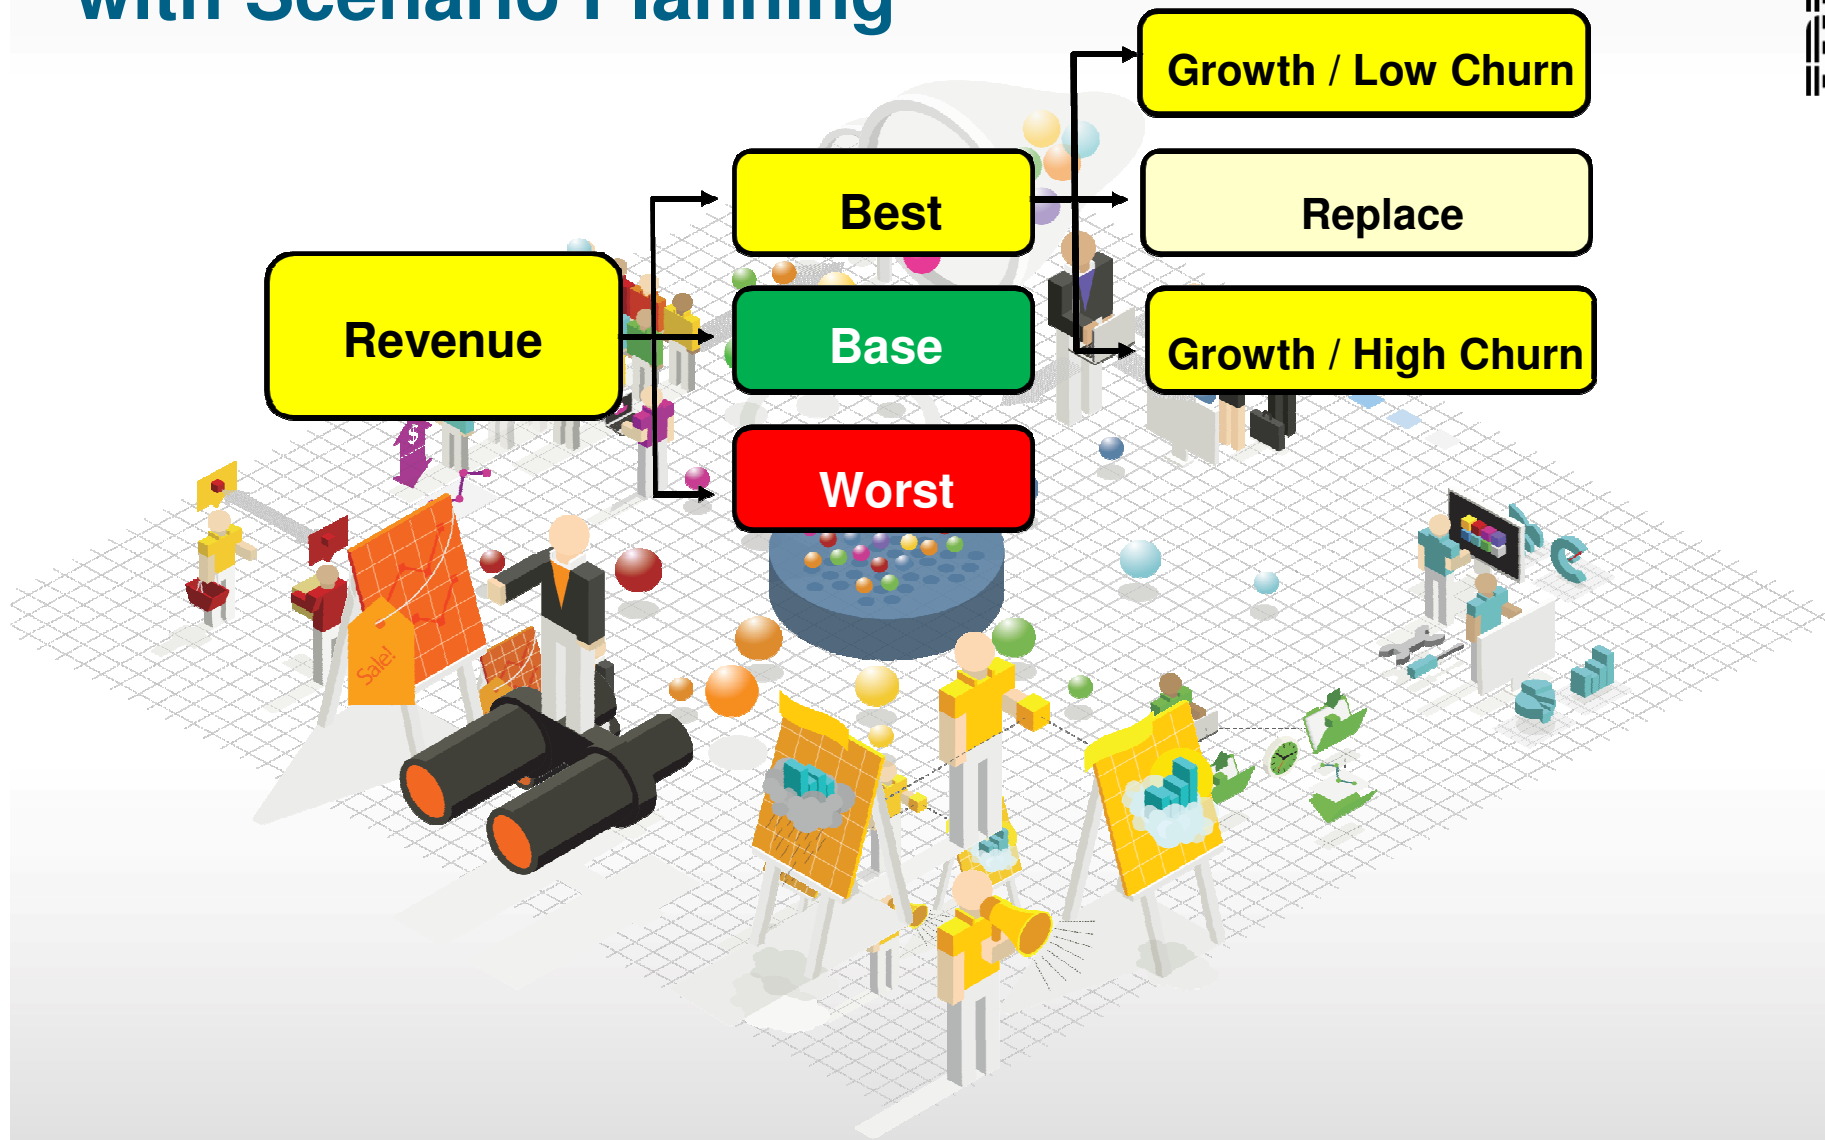 with Scenario Planning
Growth / Low Churn
Best
Replace
Revenue
Base
Growth / High Churn
Worst
$
Sale!